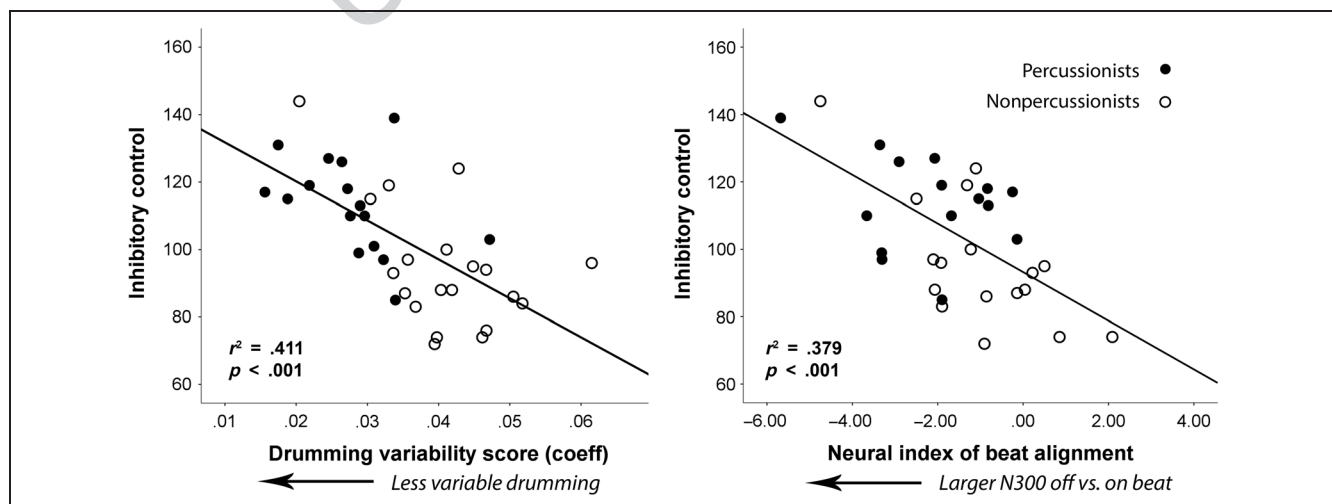 160
140
120
100
80
60
Inhibitory control
r² = .411
p < .001
.01 .02 .03 .04 .05 .06
Drumming variability score (coeff)
Less variable drumming
160
140
120
100
80
60
Inhibitory control
Percussionists
Nonpercussionists
r² = .379
p < .001
−6.00 −4.00 −2.00 .00 2.00 4.00
Neural index of beat alignment
Larger N300 off vs. on beat